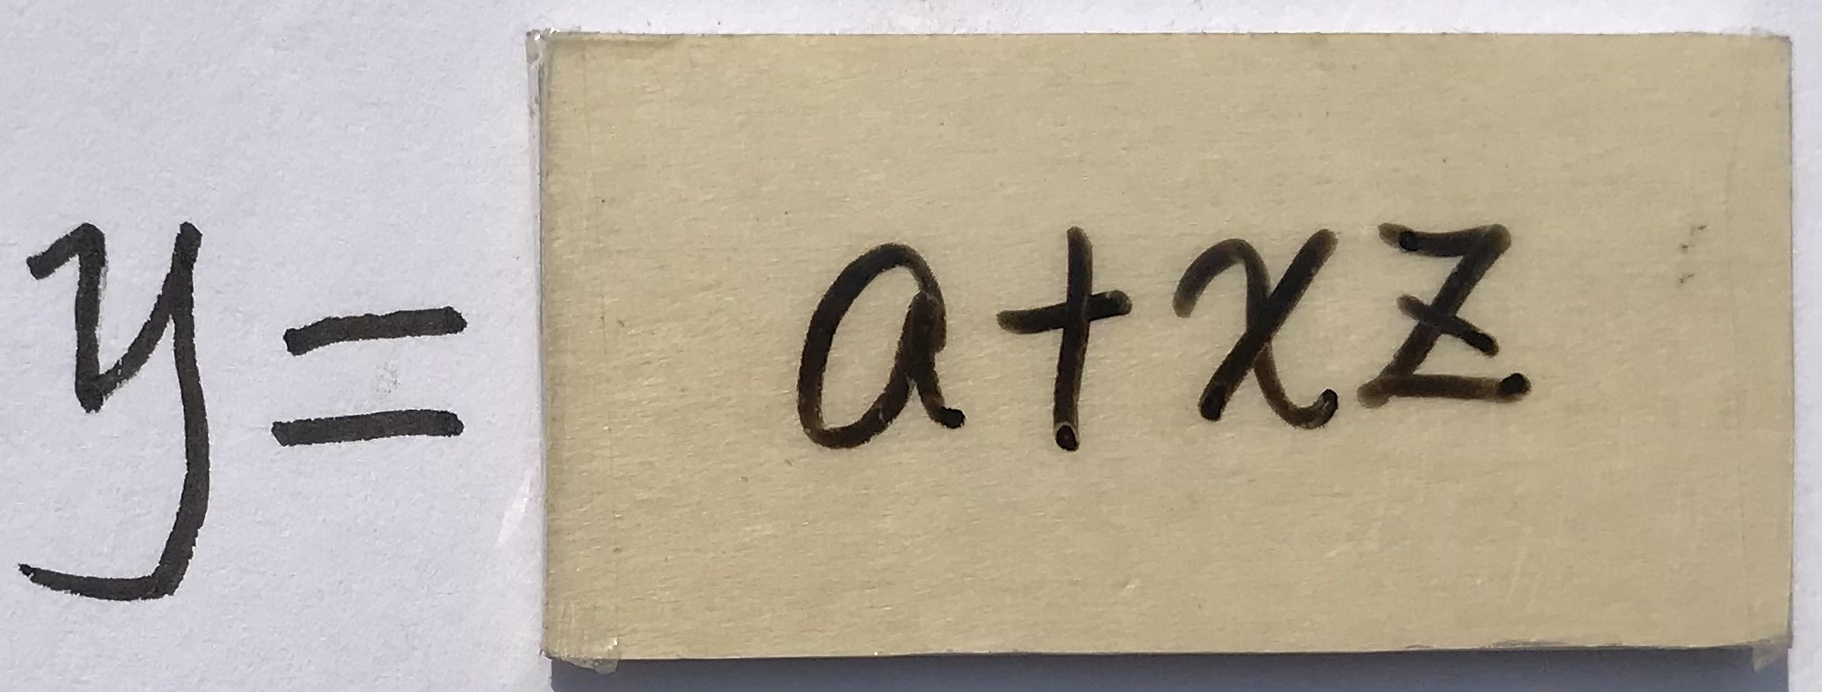 y = a + xz